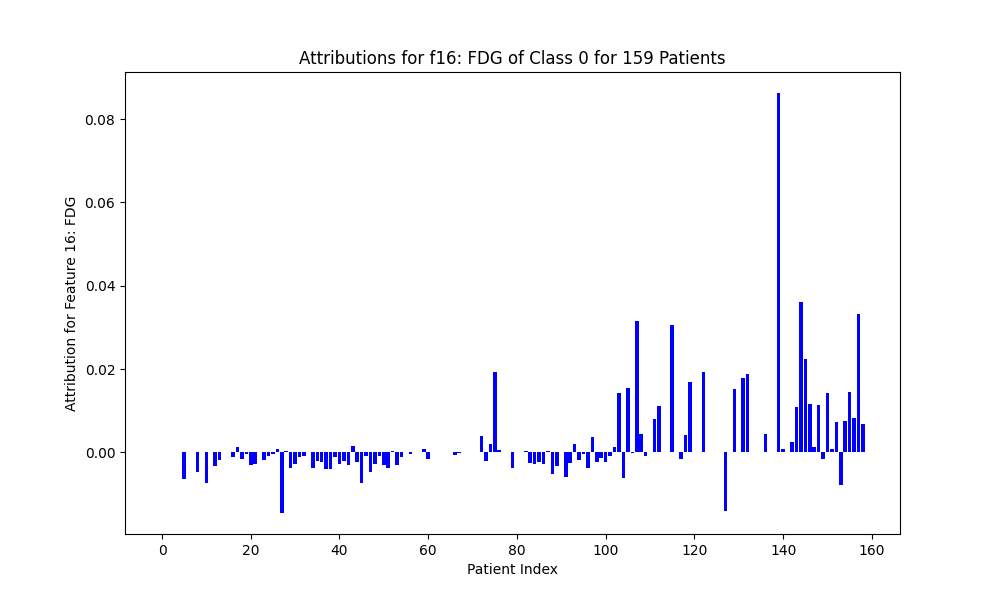 Attributions for f16: FDG of Class 0 for 159 Patients
Attribution for Feature 16: FDG
0.08
0.06
0.04
0.02
0.00
0 20 40 60 80 100 120 140 160
Patient Index